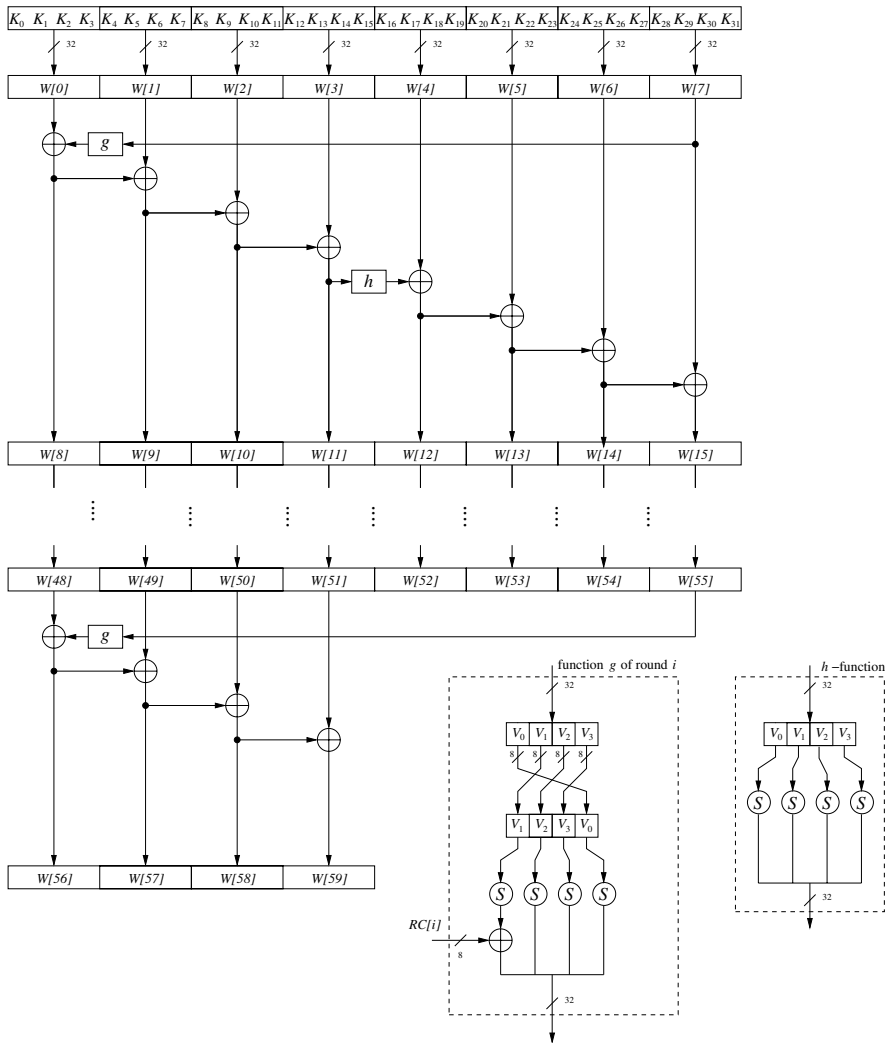 K0 K1 K2 K3 K4 K5 K6 K7 K8 K9 K10 K11 K12 K13 K14 K15 K16 K17 K18 K19 K20 K21 K22 K23 K24 K25 K26 K27 K28 K29 K30 K31
32 32 32 32 32 32 32 32
W[0] W[1] W[2] W[3] W[4] W[5] W[6] W[7]
g
h
W[8] W[9] W[10] W[11] W[12] W[13] W[14] W[15]
W[48] W[49] W[50] W[51] W[52] W[53] W[54] W[55]
g
function g of round i
h −function
32
32
V0 V1 V2 V3
V0 V1 V2 V3
8 8 8 8
S S S S
V1 V2 V3 V0
W[56] W[57] W[58] W[59]
S S S S
32
RC[i]
8
32